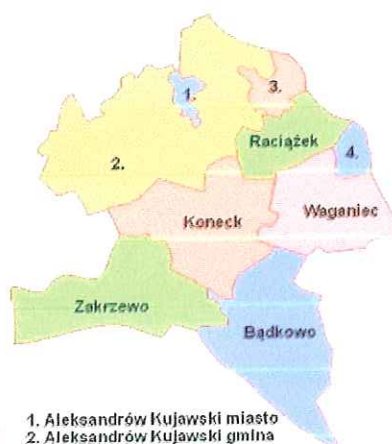 1.
3.
Raciążek
4.
2.
Waganiec
Koneck
Zakrzewo
Bądkowo
1. Aleksandrów Kujawski miasto
2. Aleksandrów Kujawski gmina